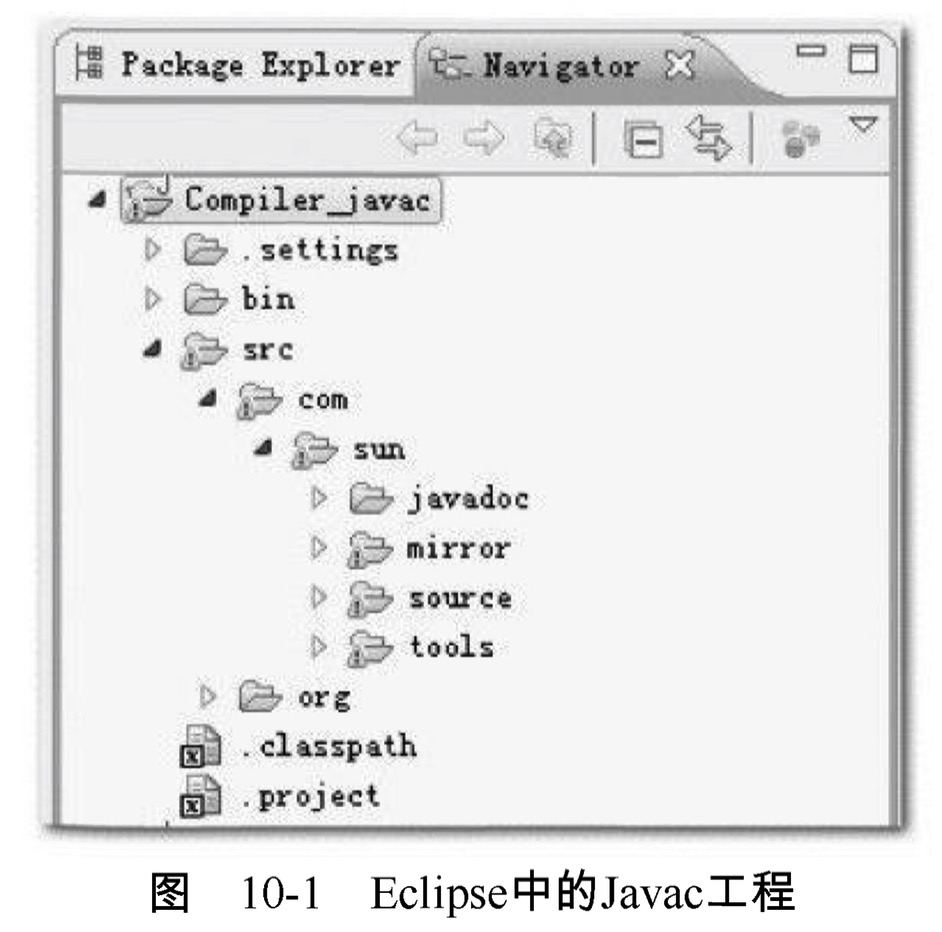 Package Explorer Navigator
Compiler_javac
.settings
bin
src
com
sun
javadoc
mirror
source
tools
org
.classpath
.project
图 10-1 Eclipse中的Javac工程